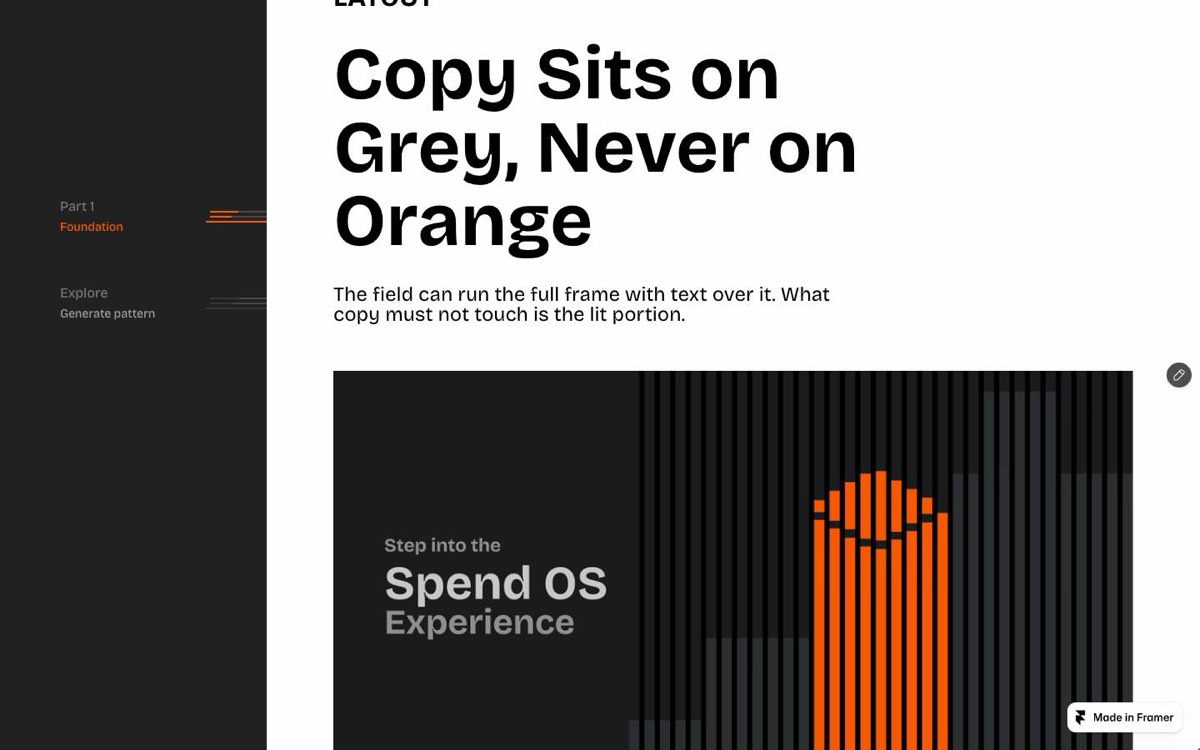 LAYOUT
Copy Sits on
Grey, Never on
Orange
The field can run the full frame with text over it. What
copy must not touch is the lit portion.
Part 1
Foundation
Explore
Generate pattern
Step into the
Spend OS
Experience
Made in Framer